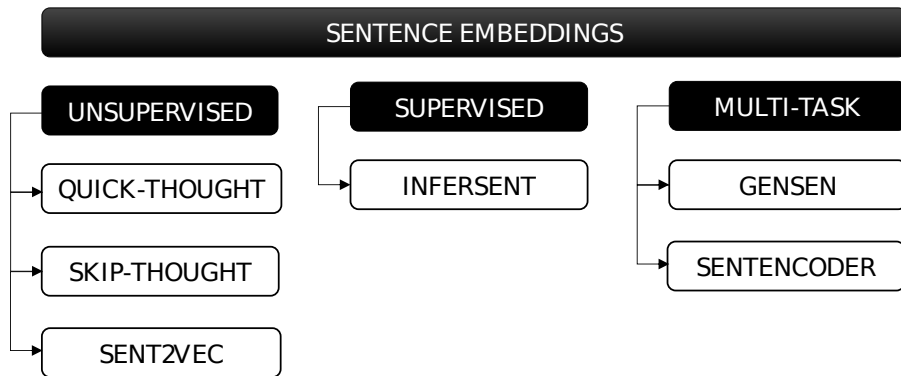 SENTENCE EMBEDDINGS
UNSUPERVISED
QUICK-THOUGHT
SKIP-THOUGHT
SENT2VEC
SUPERVISED
INFERSENT
MULTI-TASK
GENSEN
SENTENCODER